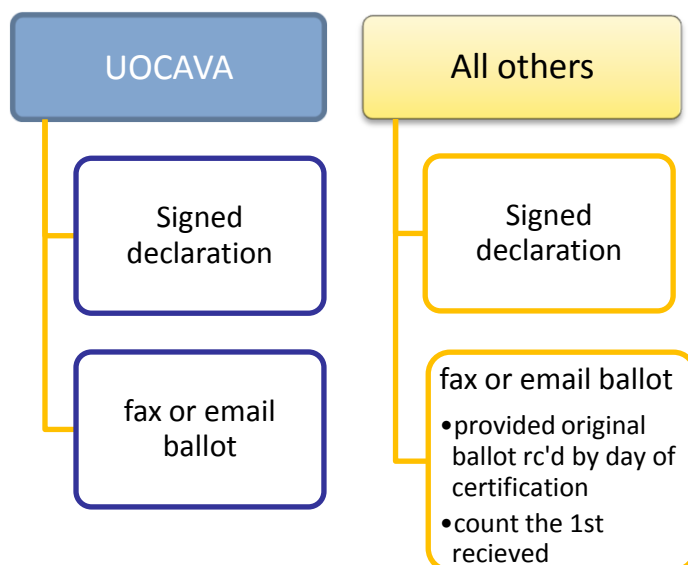 UOCAVA
Signed
declaration
fax or email
ballot
All others
Signed
declaration
fax or email ballot
•provided original
ballot rc'd by day of
certification
•count the 1st
recieved